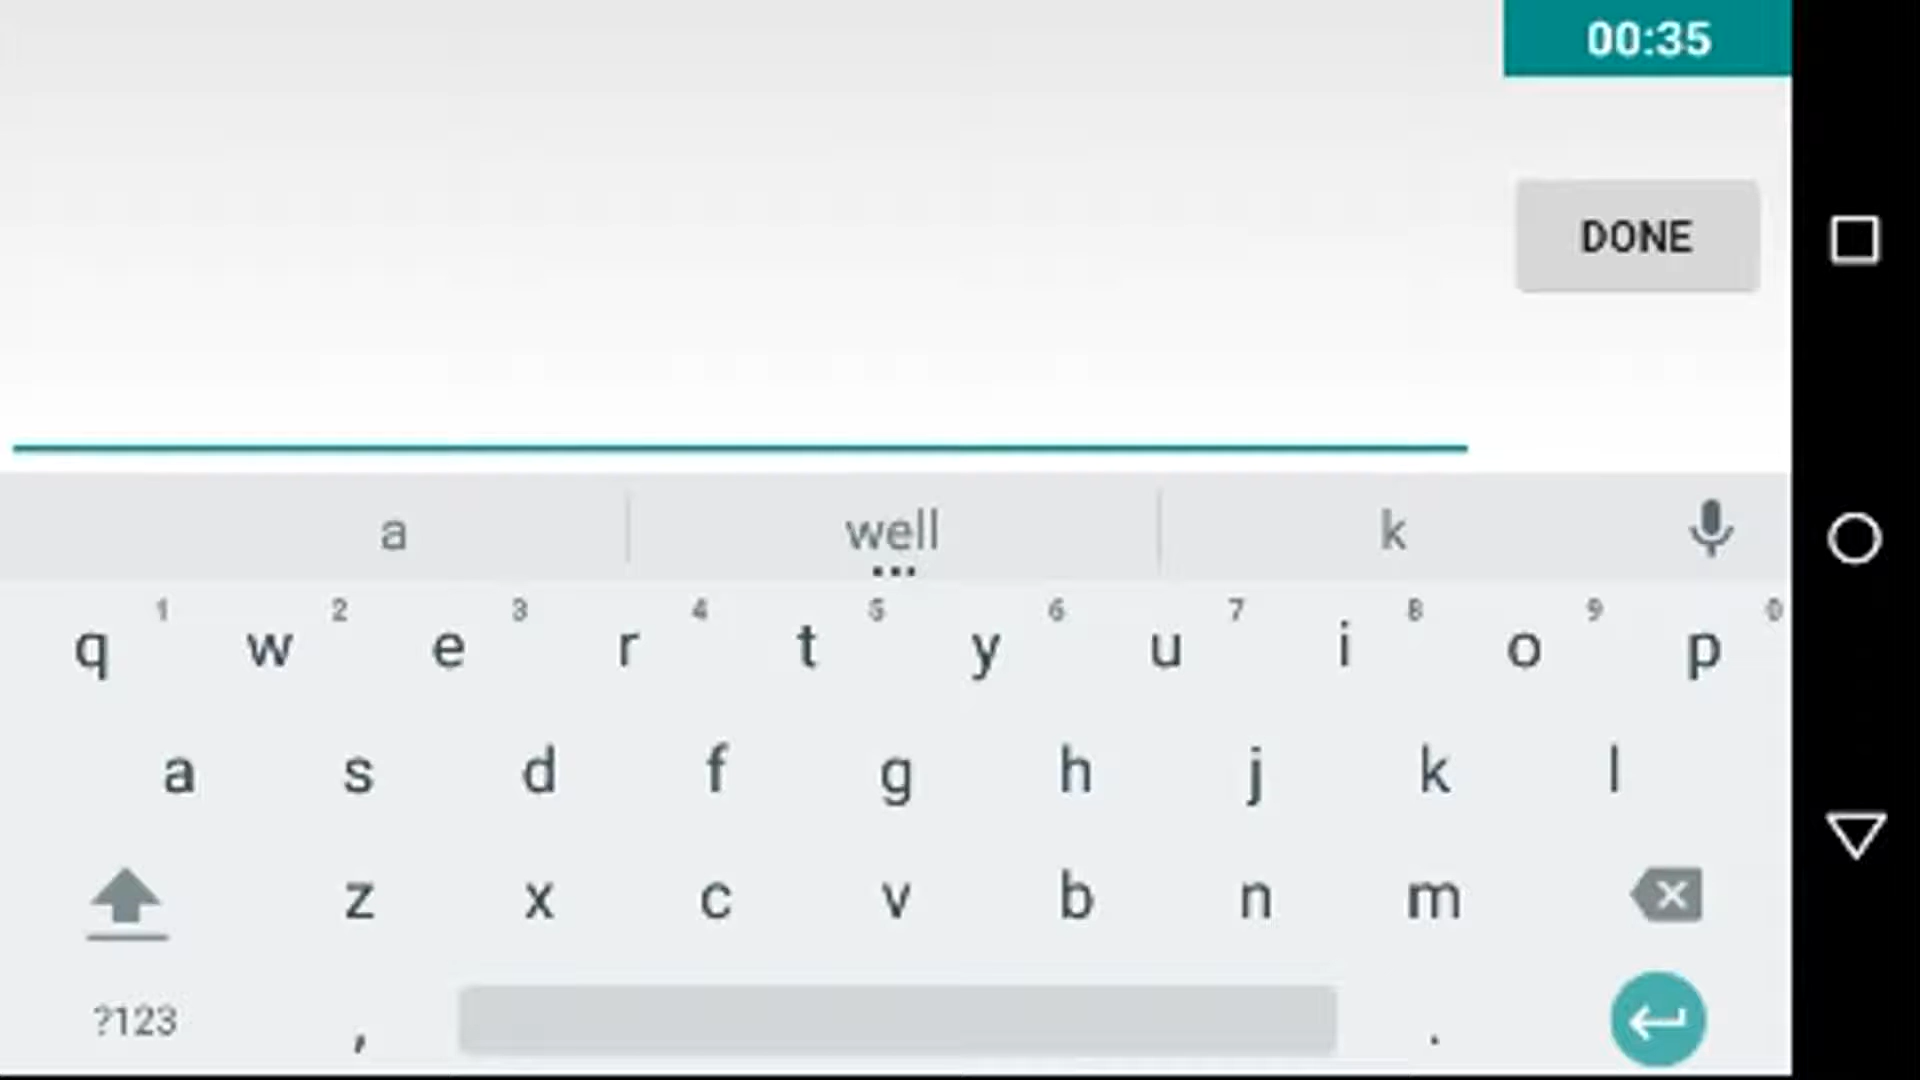 00:35
DONE
a well k
1 2 3 4 5 6 7 8 9 0
q w e r t y u i o p
a s d f g h j k l
z x c v b n m
?123 , .